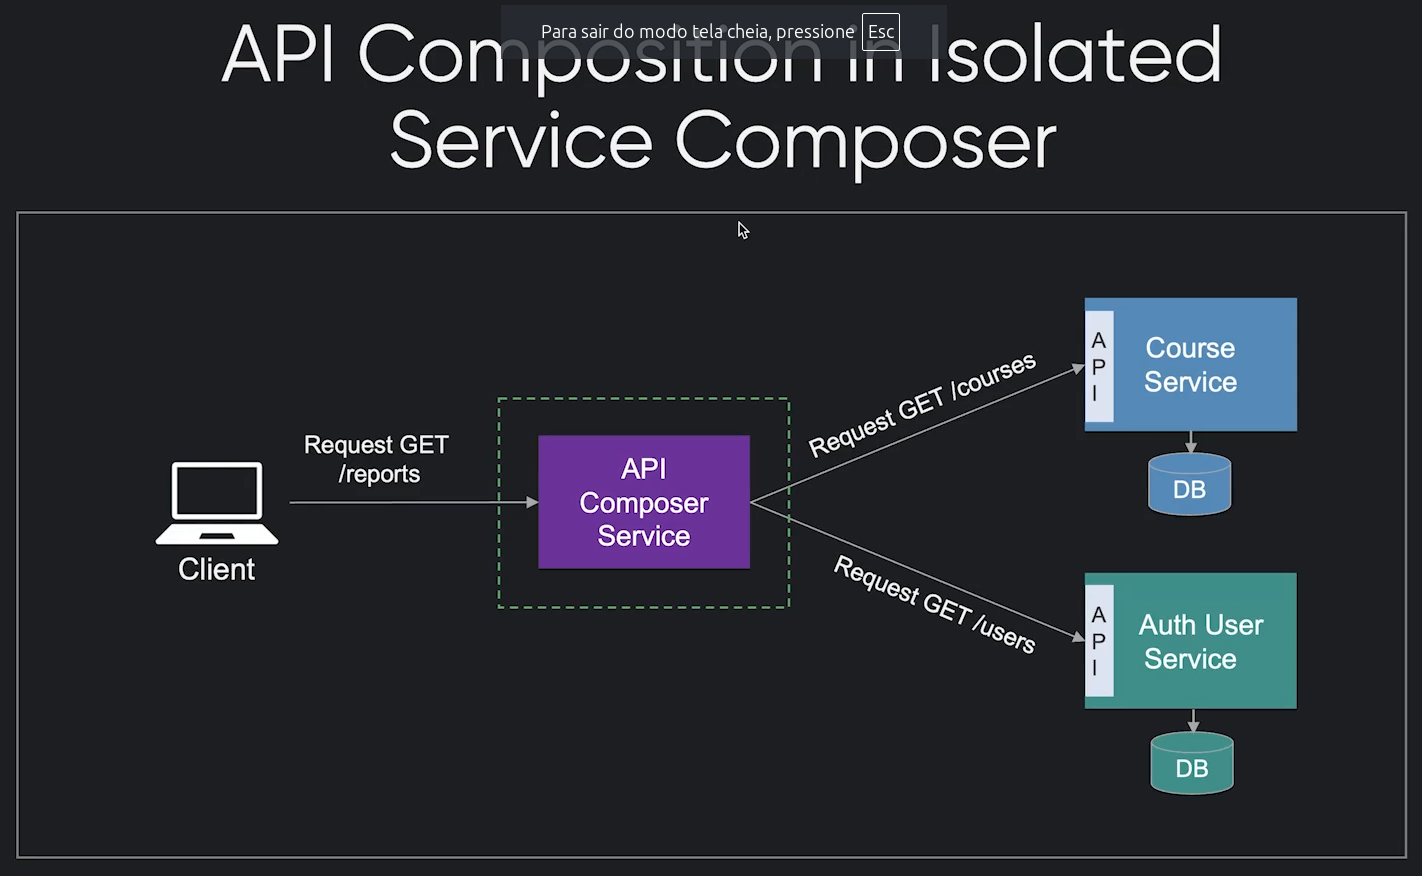 Para sair do modo tela cheia, pressione Esc
API Composition in Isolated
Service Composer
Request GET
/reports
Client
API
Composer
Service
Request GET /courses
Request GET /users
A
P
I
Course
Service
DB
A
P
I
Auth User
Service
DB